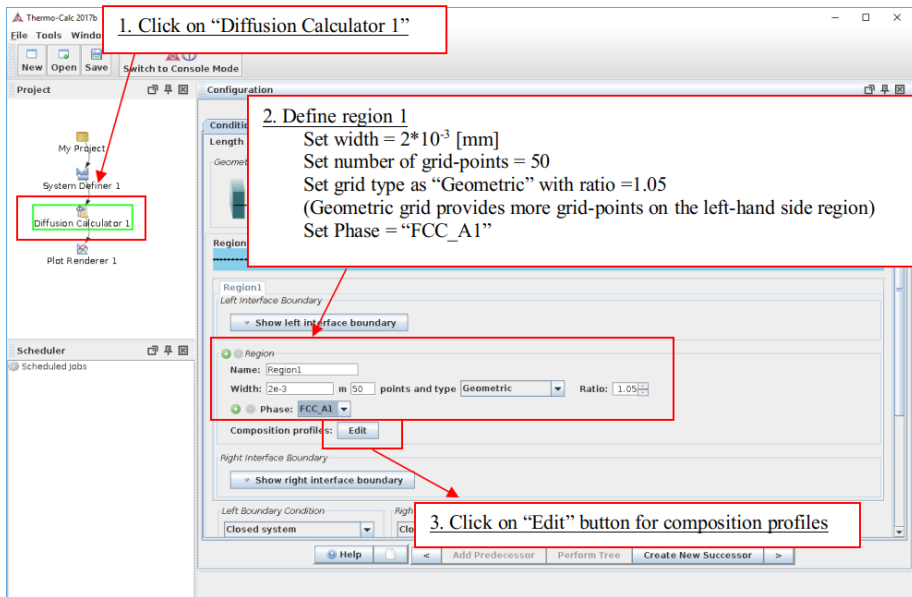 Thermo-Calc 2017b
1. Click on “Diffusion Calculator 1”
File Tools Windo
New Open Save Switch to Console Mode
Project
Configuration
My Project
System Definer 1
Diffusion Calculator 1
Plot Renderer 1
2. Define region 1
Set width = 2*10-3 [mm]
Set number of grid-points = 50
Set grid type as “Geometric” with ratio =1.05
(Geometric grid provides more grid-points on the left-hand side region)
Set Phase = “FCC_A1”
Conditio
Length
Geomet
Region
Region1
Left Interface Boundary
Show left interface boundary
Scheduler
Scheduled Jobs
Region
Name: Region1
Width: 2e-3 m 50 points and type Geometric Ratio: 1.05
Phase: FCC_A1
Composition profiles: Edit
Right Interface Boundary
Show right interface boundary
Left Boundary Condition Righ
Closed system Clo
3. Click on “Edit” button for composition profiles
Help < Add Predecessor Perform Tree Create New Successor >